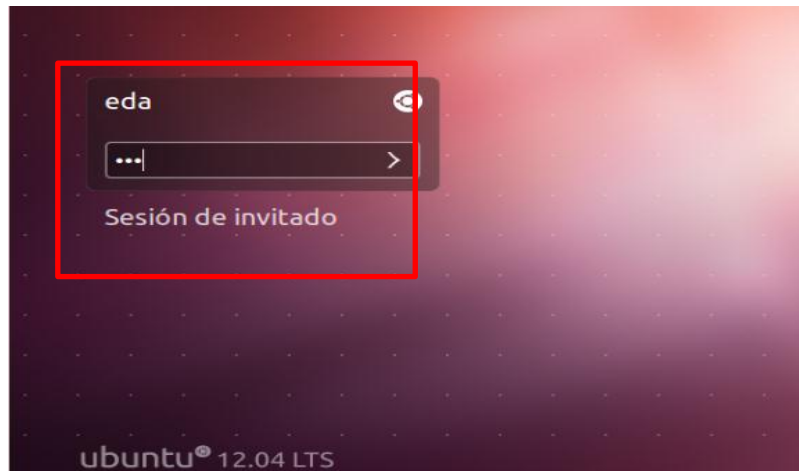 eda
•••
Sesión de invitado
ubuntu® 12.04 LTS